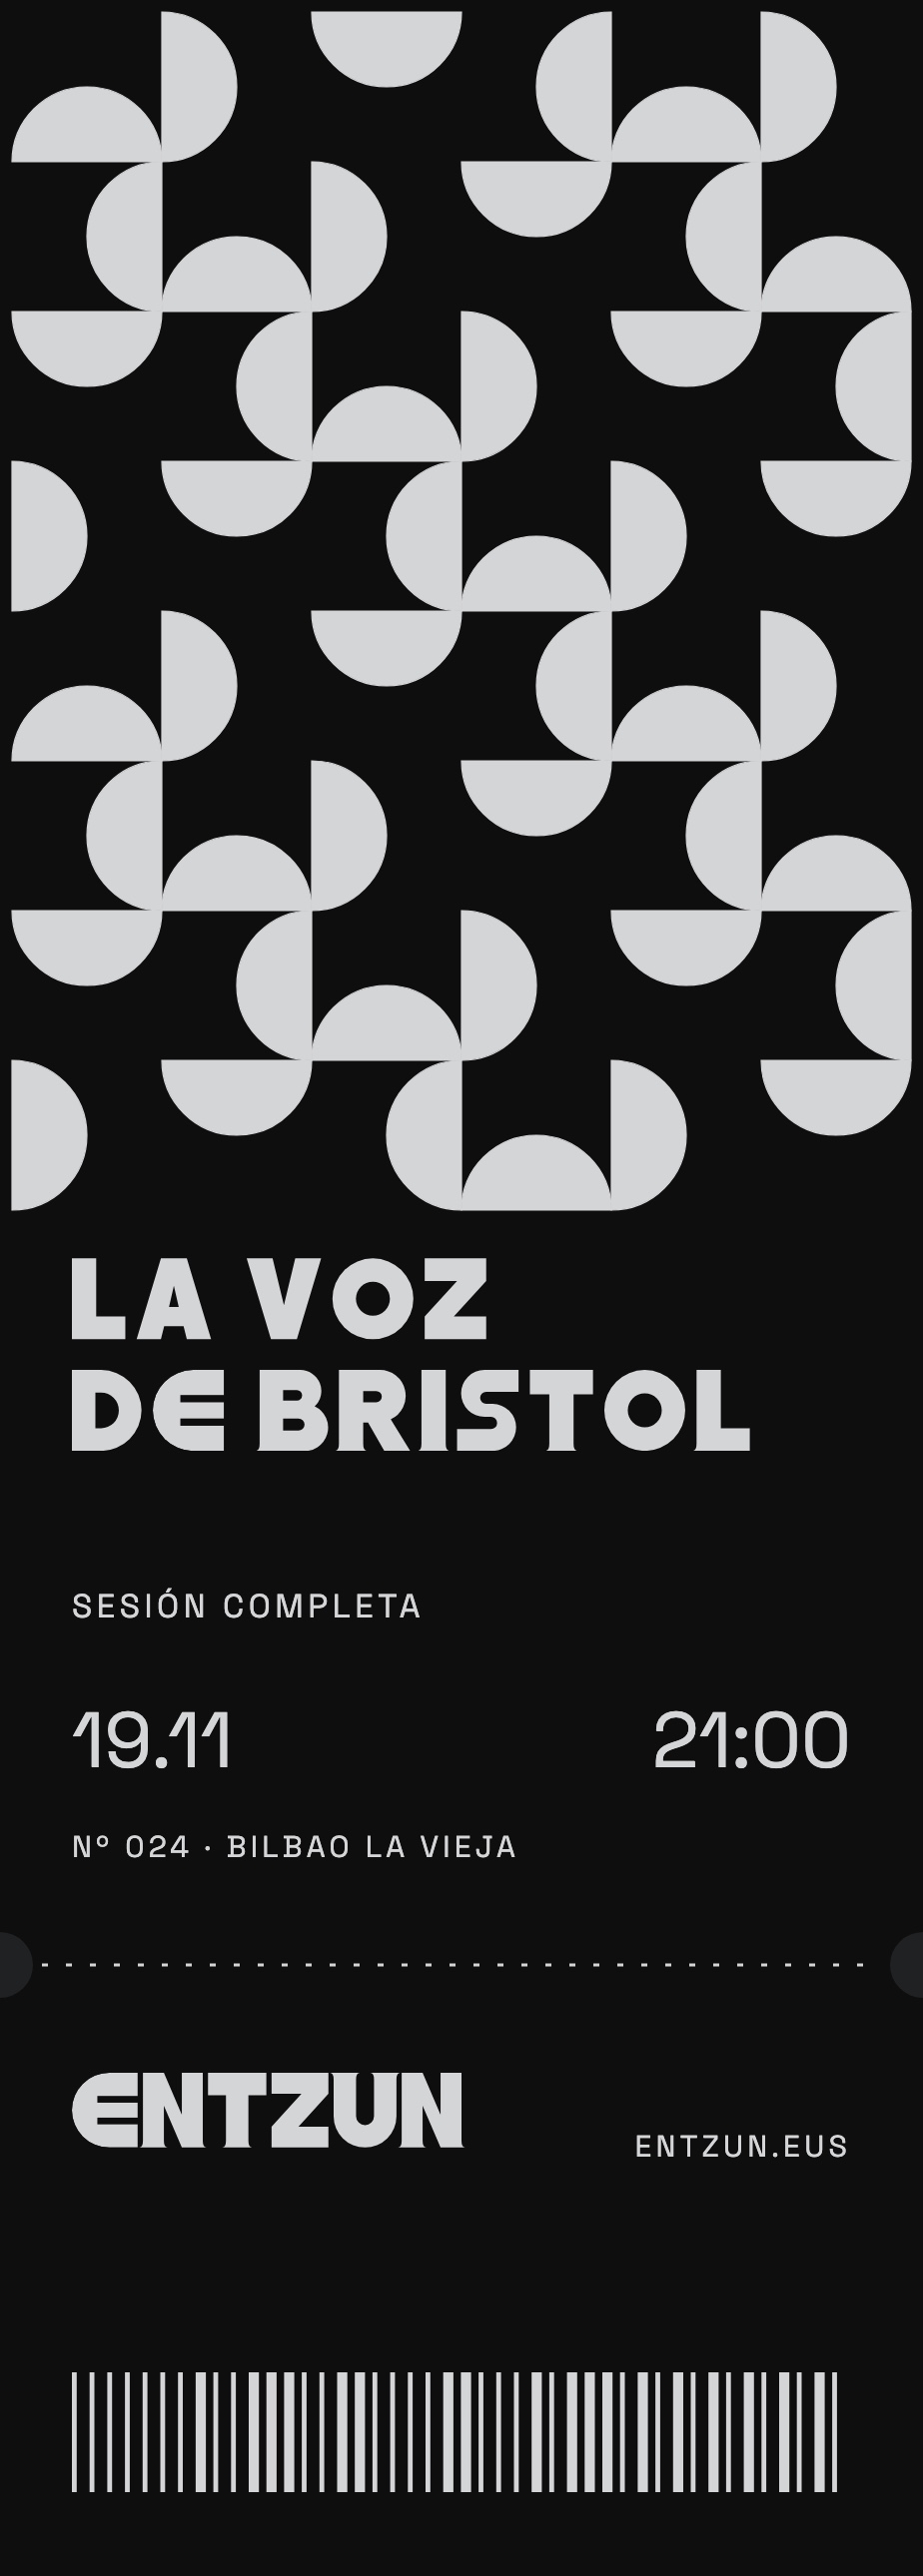 LA VOZ
DE BRISTOL
SESIÓN COMPLETA
19.11 21:00
Nº 024 · BILBAO LA VIEJA
ENTZUN
ENTZUN.EUS